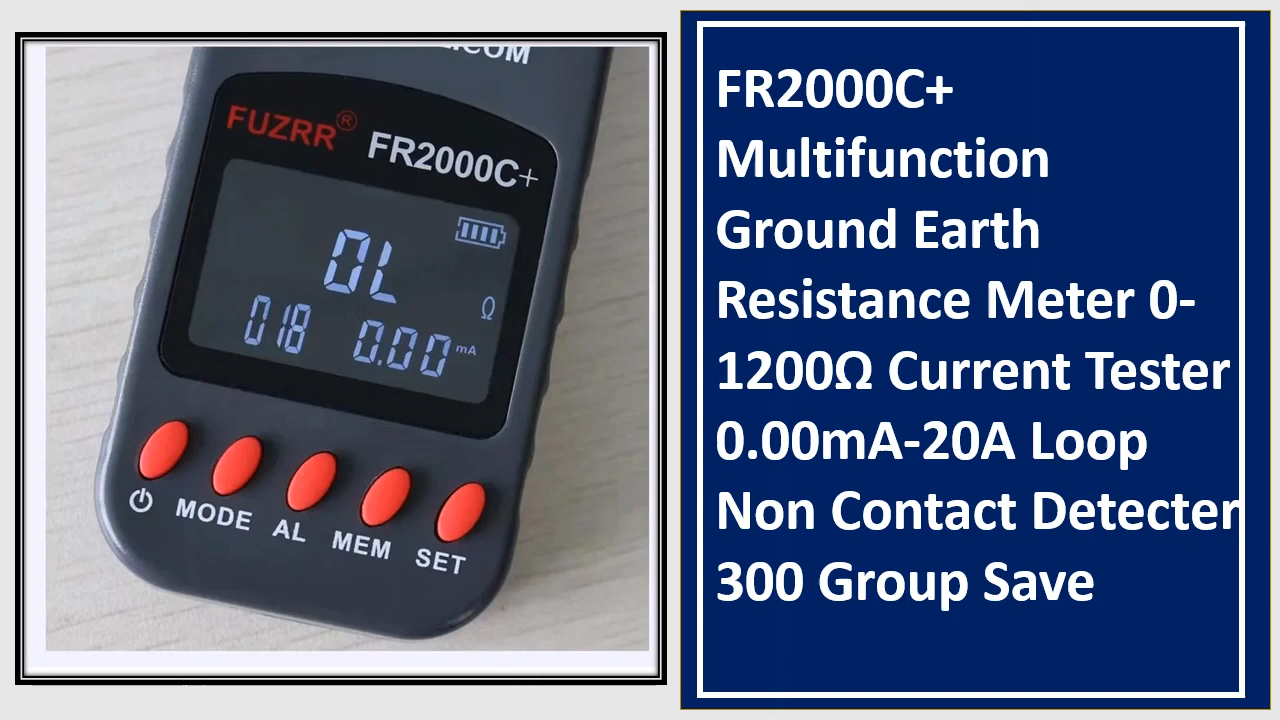 .COM
FUZRR®
FR2000C+
OL
Ω
018 0.00 mA
MODE AL MEM SET
FR2000C+
Multifunction
Ground Earth
Resistance Meter 0-
1200Ω Current Tester
0.00mA-20A Loop
Non Contact Detecter
300 Group Save